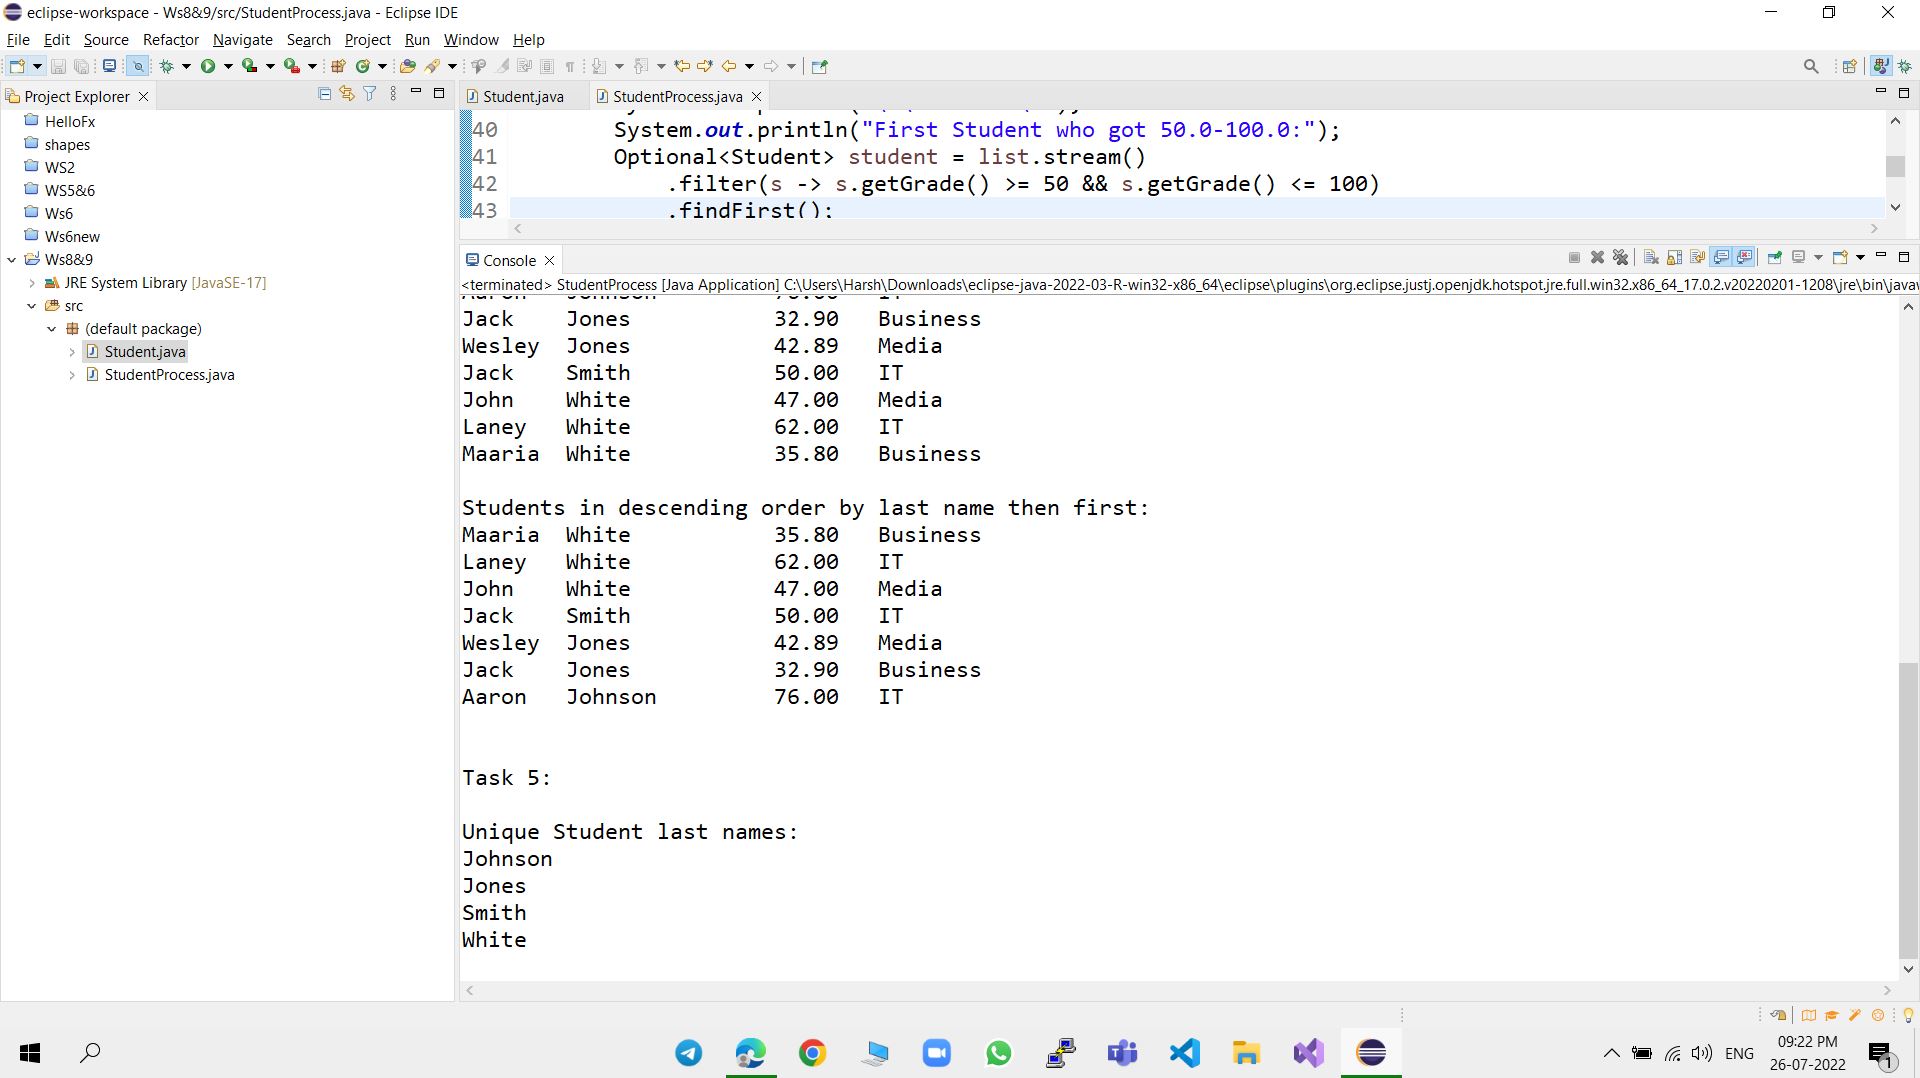 eclipse-workspace - Ws8&9/src/StudentProcess.java - Eclipse IDE
File Edit Source Refactor Navigate Search Project Run Window Help
Project Explorer
HelloFx
shapes
WS2
WS5&6
Ws6
Ws6new
Ws8&9
JRE System Library [JavaSE-17]
src
(default package)
Student.java
StudentProcess.java
Student.java StudentProcess.java
40 System.out.println("First Student who got 50.0-100.0:");
41 Optional<Student> student = list.stream()
42 .filter(s -> s.getGrade() >= 50 && s.getGrade() <= 100)
43 .findFirst();
Console
<terminated> StudentProcess [Java Application] C:\Users\Harsh\Downloads\eclipse-java-2022-03-R-win32-x86_64\eclipse\plugins\org.eclipse.justj.openjdk.hotspot.jre.full.win32.x86_64_17.0.2.v20220201-1208\jre\bin\javaw
Aaron Johnson 76.00 IT
Jack Jones 32.90 Business
Wesley Jones 42.89 Media
Jack Smith 50.00 IT
John White 47.00 Media
Laney White 62.00 IT
Maaria White 35.80 Business
Students in descending order by last name then first:
Maaria White 35.80 Business
Laney White 62.00 IT
John White 47.00 Media
Jack Smith 50.00 IT
Wesley Jones 42.89 Media
Jack Jones 32.90 Business
Aaron Johnson 76.00 IT
Task 5:
Unique Student last names:
Johnson
Jones
Smith
White
ENG
09:22 PM
26-07-2022
1